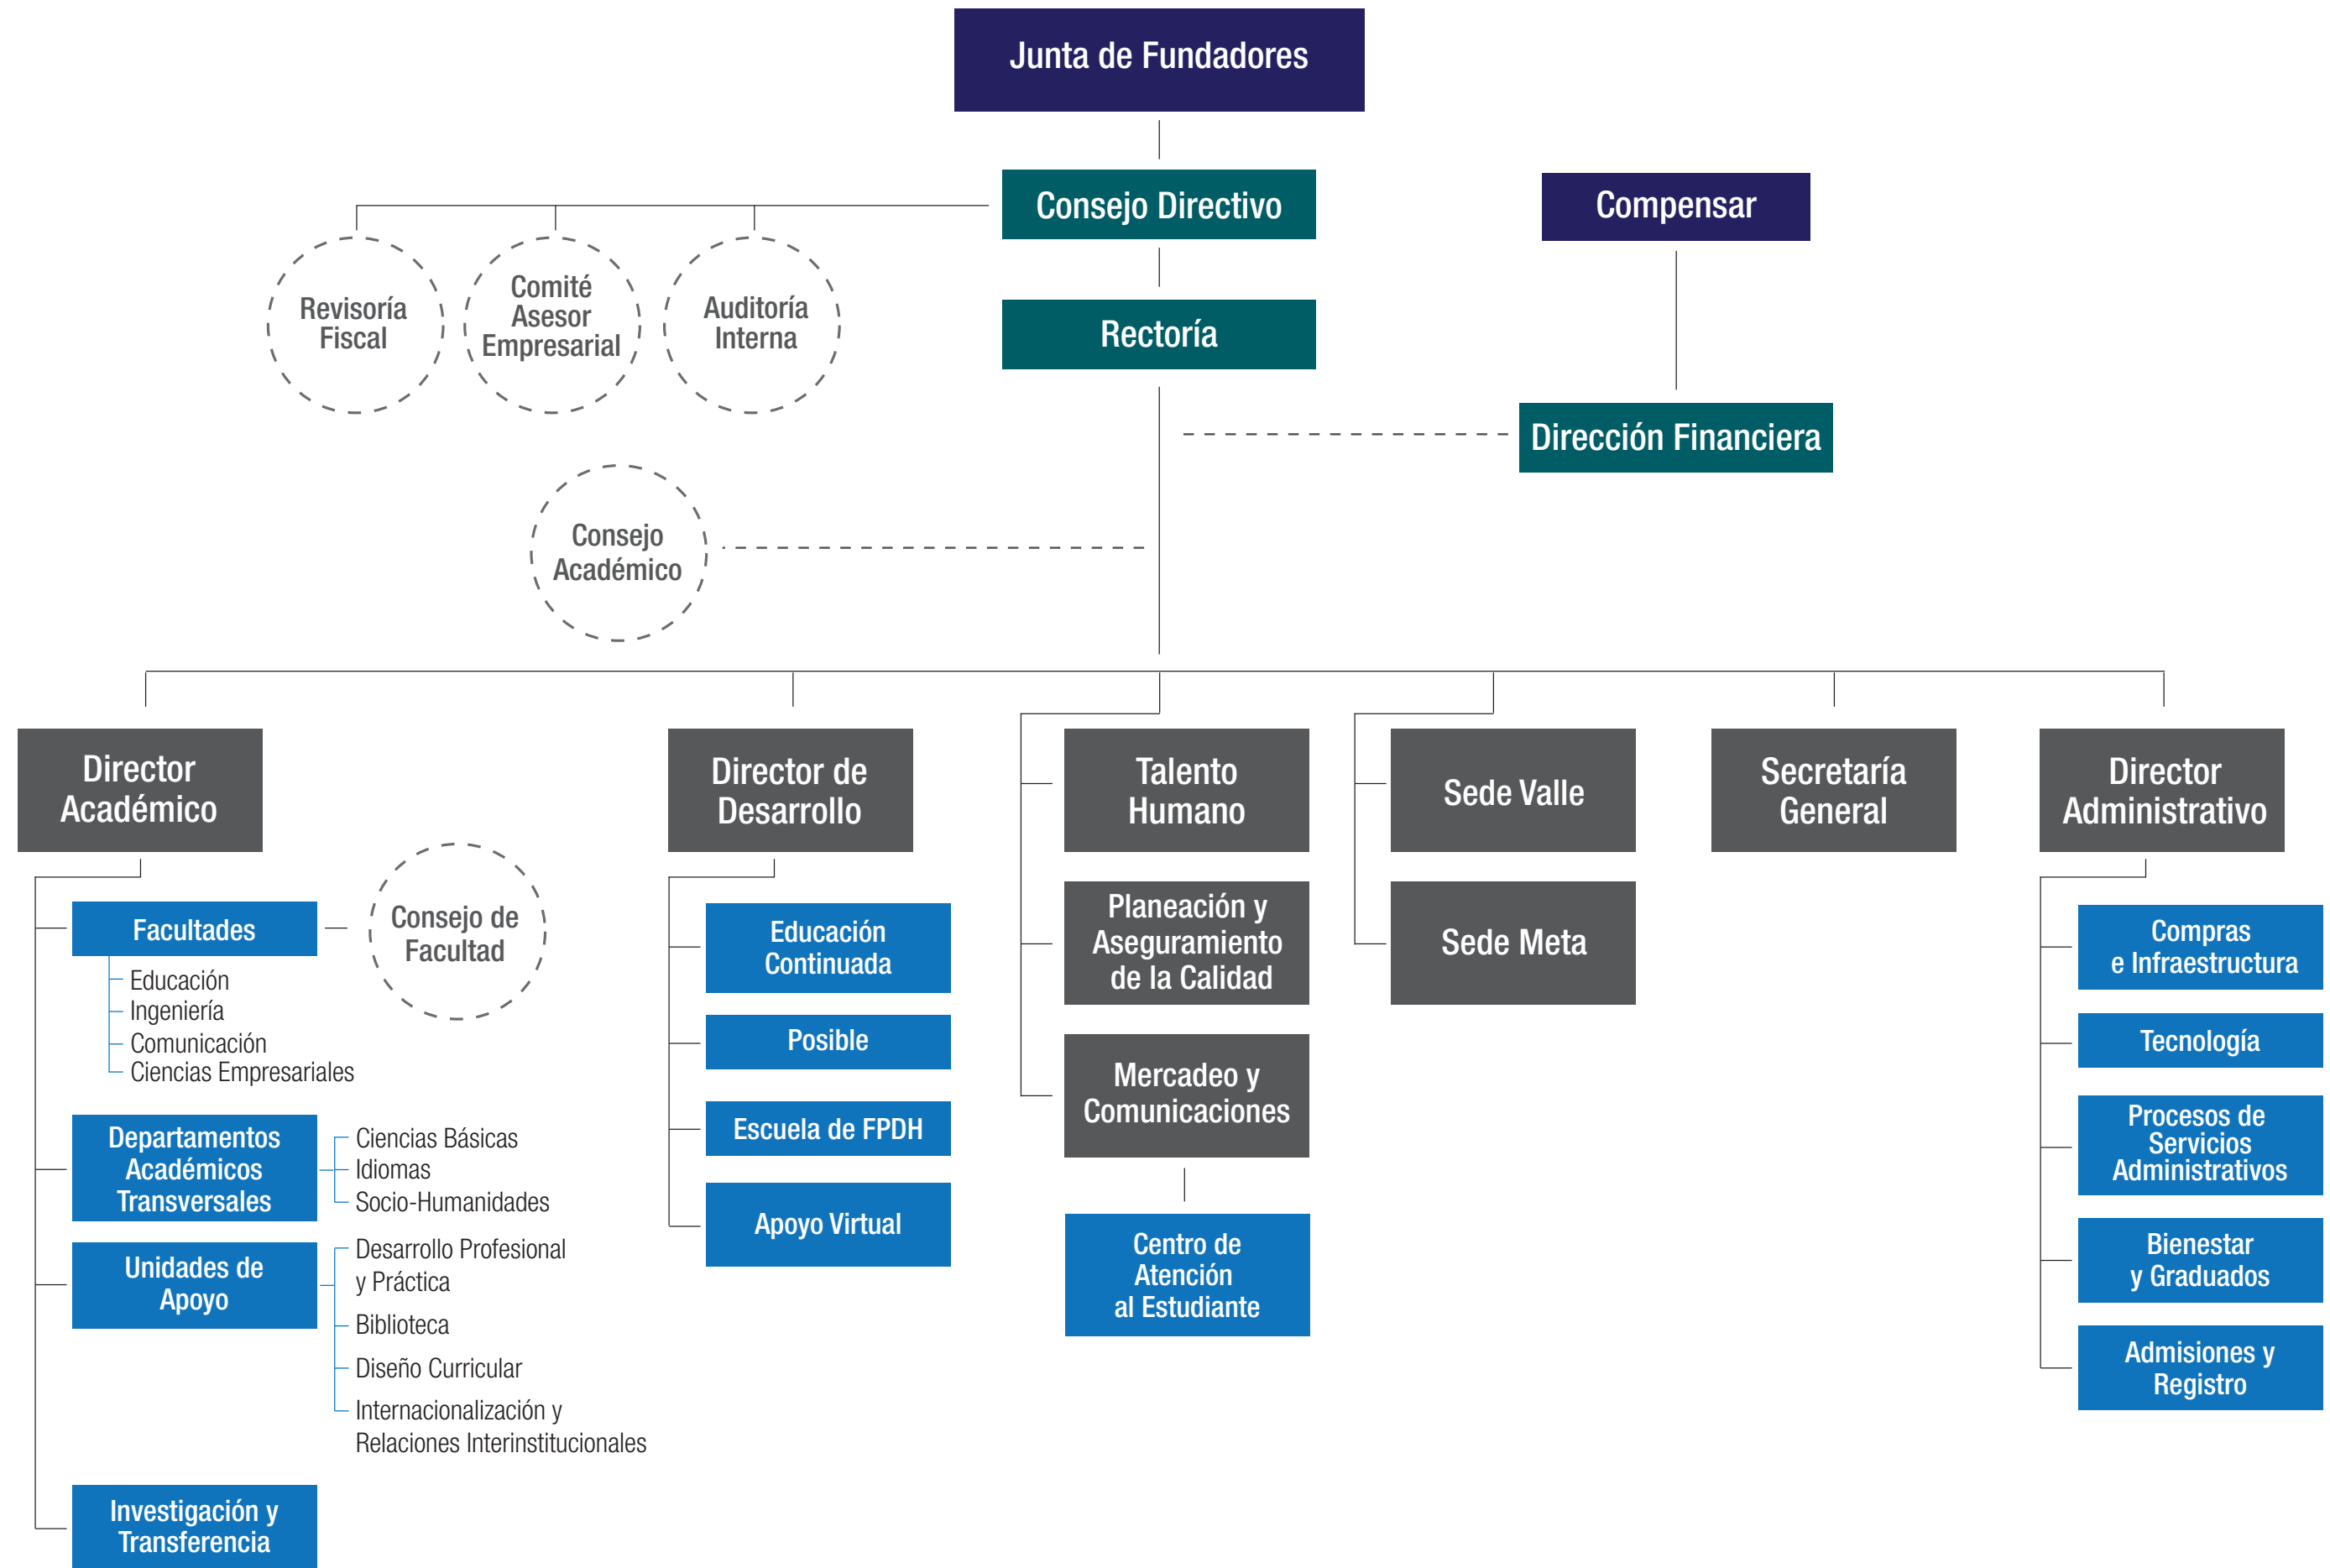 Junta de Fundadores
Consejo Directivo
Compensar
Revisoría
Fiscal
Comité
Asesor
Empresarial
Auditoría
Interna
Rectoría
Dirección Financiera
Consejo
Académico
Director
Académico
Director de
Desarrollo
Talento
Humano
Sede Valle
Secretaría
General
Director
Administrativo
Facultades
Consejo de
Facultad
Educación
Ingeniería
Comunicación
Ciencias Empresariales
Departamentos
Académicos
Transversales
Ciencias Básicas
Idiomas
Socio-Humanidades
Unidades de
Apoyo
Desarrollo Profesional
y Práctica
Biblioteca
Diseño Curricular
Internacionalización y
Relaciones Interinstitucionales
Investigación y
Transferencia
Educación
Continuada
Posible
Escuela de FPDH
Apoyo Virtual
Planeación y
Aseguramiento
de la Calidad
Mercadeo y
Comunicaciones
Centro de
Atención
al Estudiante
Sede Meta
Compras
e Infraestructura
Tecnología
Procesos de
Servicios
Administrativos
Bienestar
y Graduados
Admisiones y
Registro